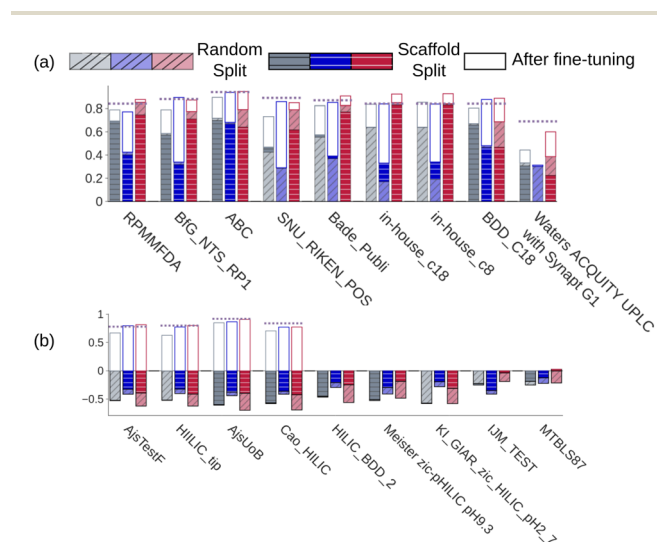 (a) Random Split Scaffold Split After fine-tuning
0.8
0.6
0.4
0.2
0
RPMMFDA
BfG_NTS_RP1
ABC
SNU_RIKEN_POS
Bade_Publi
in-house_c18
in-house_c8
BDD_C18
Waters ACQUITY UPLC
with Synapt G1
(b)
1
0.5
0
−0.5
AjsTestF
HIILIC_tip
AjsUoB
Cao_HILIC
HILIC_BDD_2
Meister zic-pHILIC pH9.3
KI_GIAR_zic_HILIC_pH2_7
IJM_TEST
MTBLS87